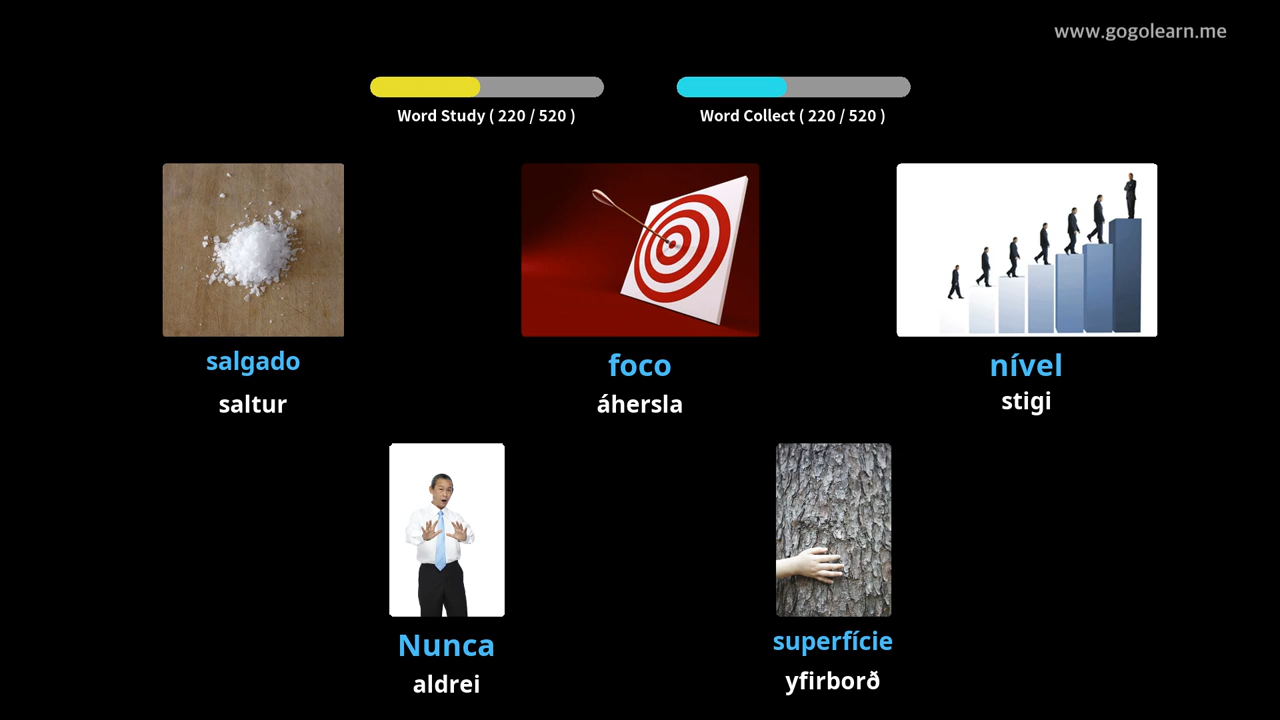 www.gogolearn.me
Word Study ( 220 / 520 )
Word Collect ( 220 / 520 )
salgado
saltur
foco
áhersla
nível
stigi
Nunca
aldrei
superfície
yfirborð